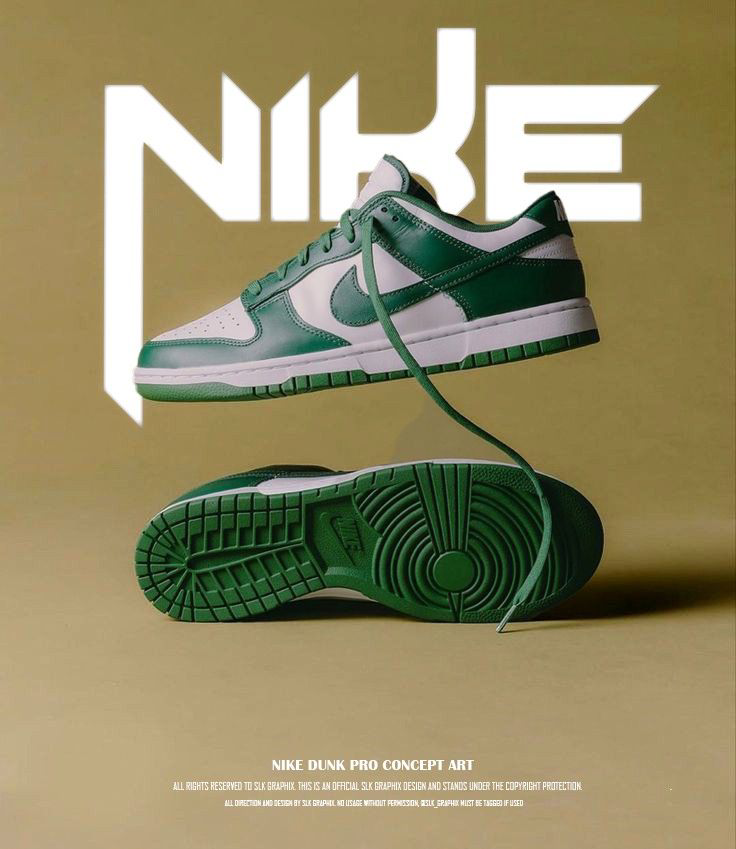 NIKE
NIKE
NIKE DUNK PRO CONCEPT ART
ALL RIGHTS RESERVED TO SLK GRAPHIX. THIS IS AN OFFICIAL SLK GRAPHIX DESIGN AND STANDS UNDER THE COPYRIGHT PROTECTION.
ALL DIRECTION AND DESIGN BY SLK GRAPHIX. NO USAGE WITHOUT PERMISSION, @SLK_GRAPHIX MUST BE TAGGED IF USED